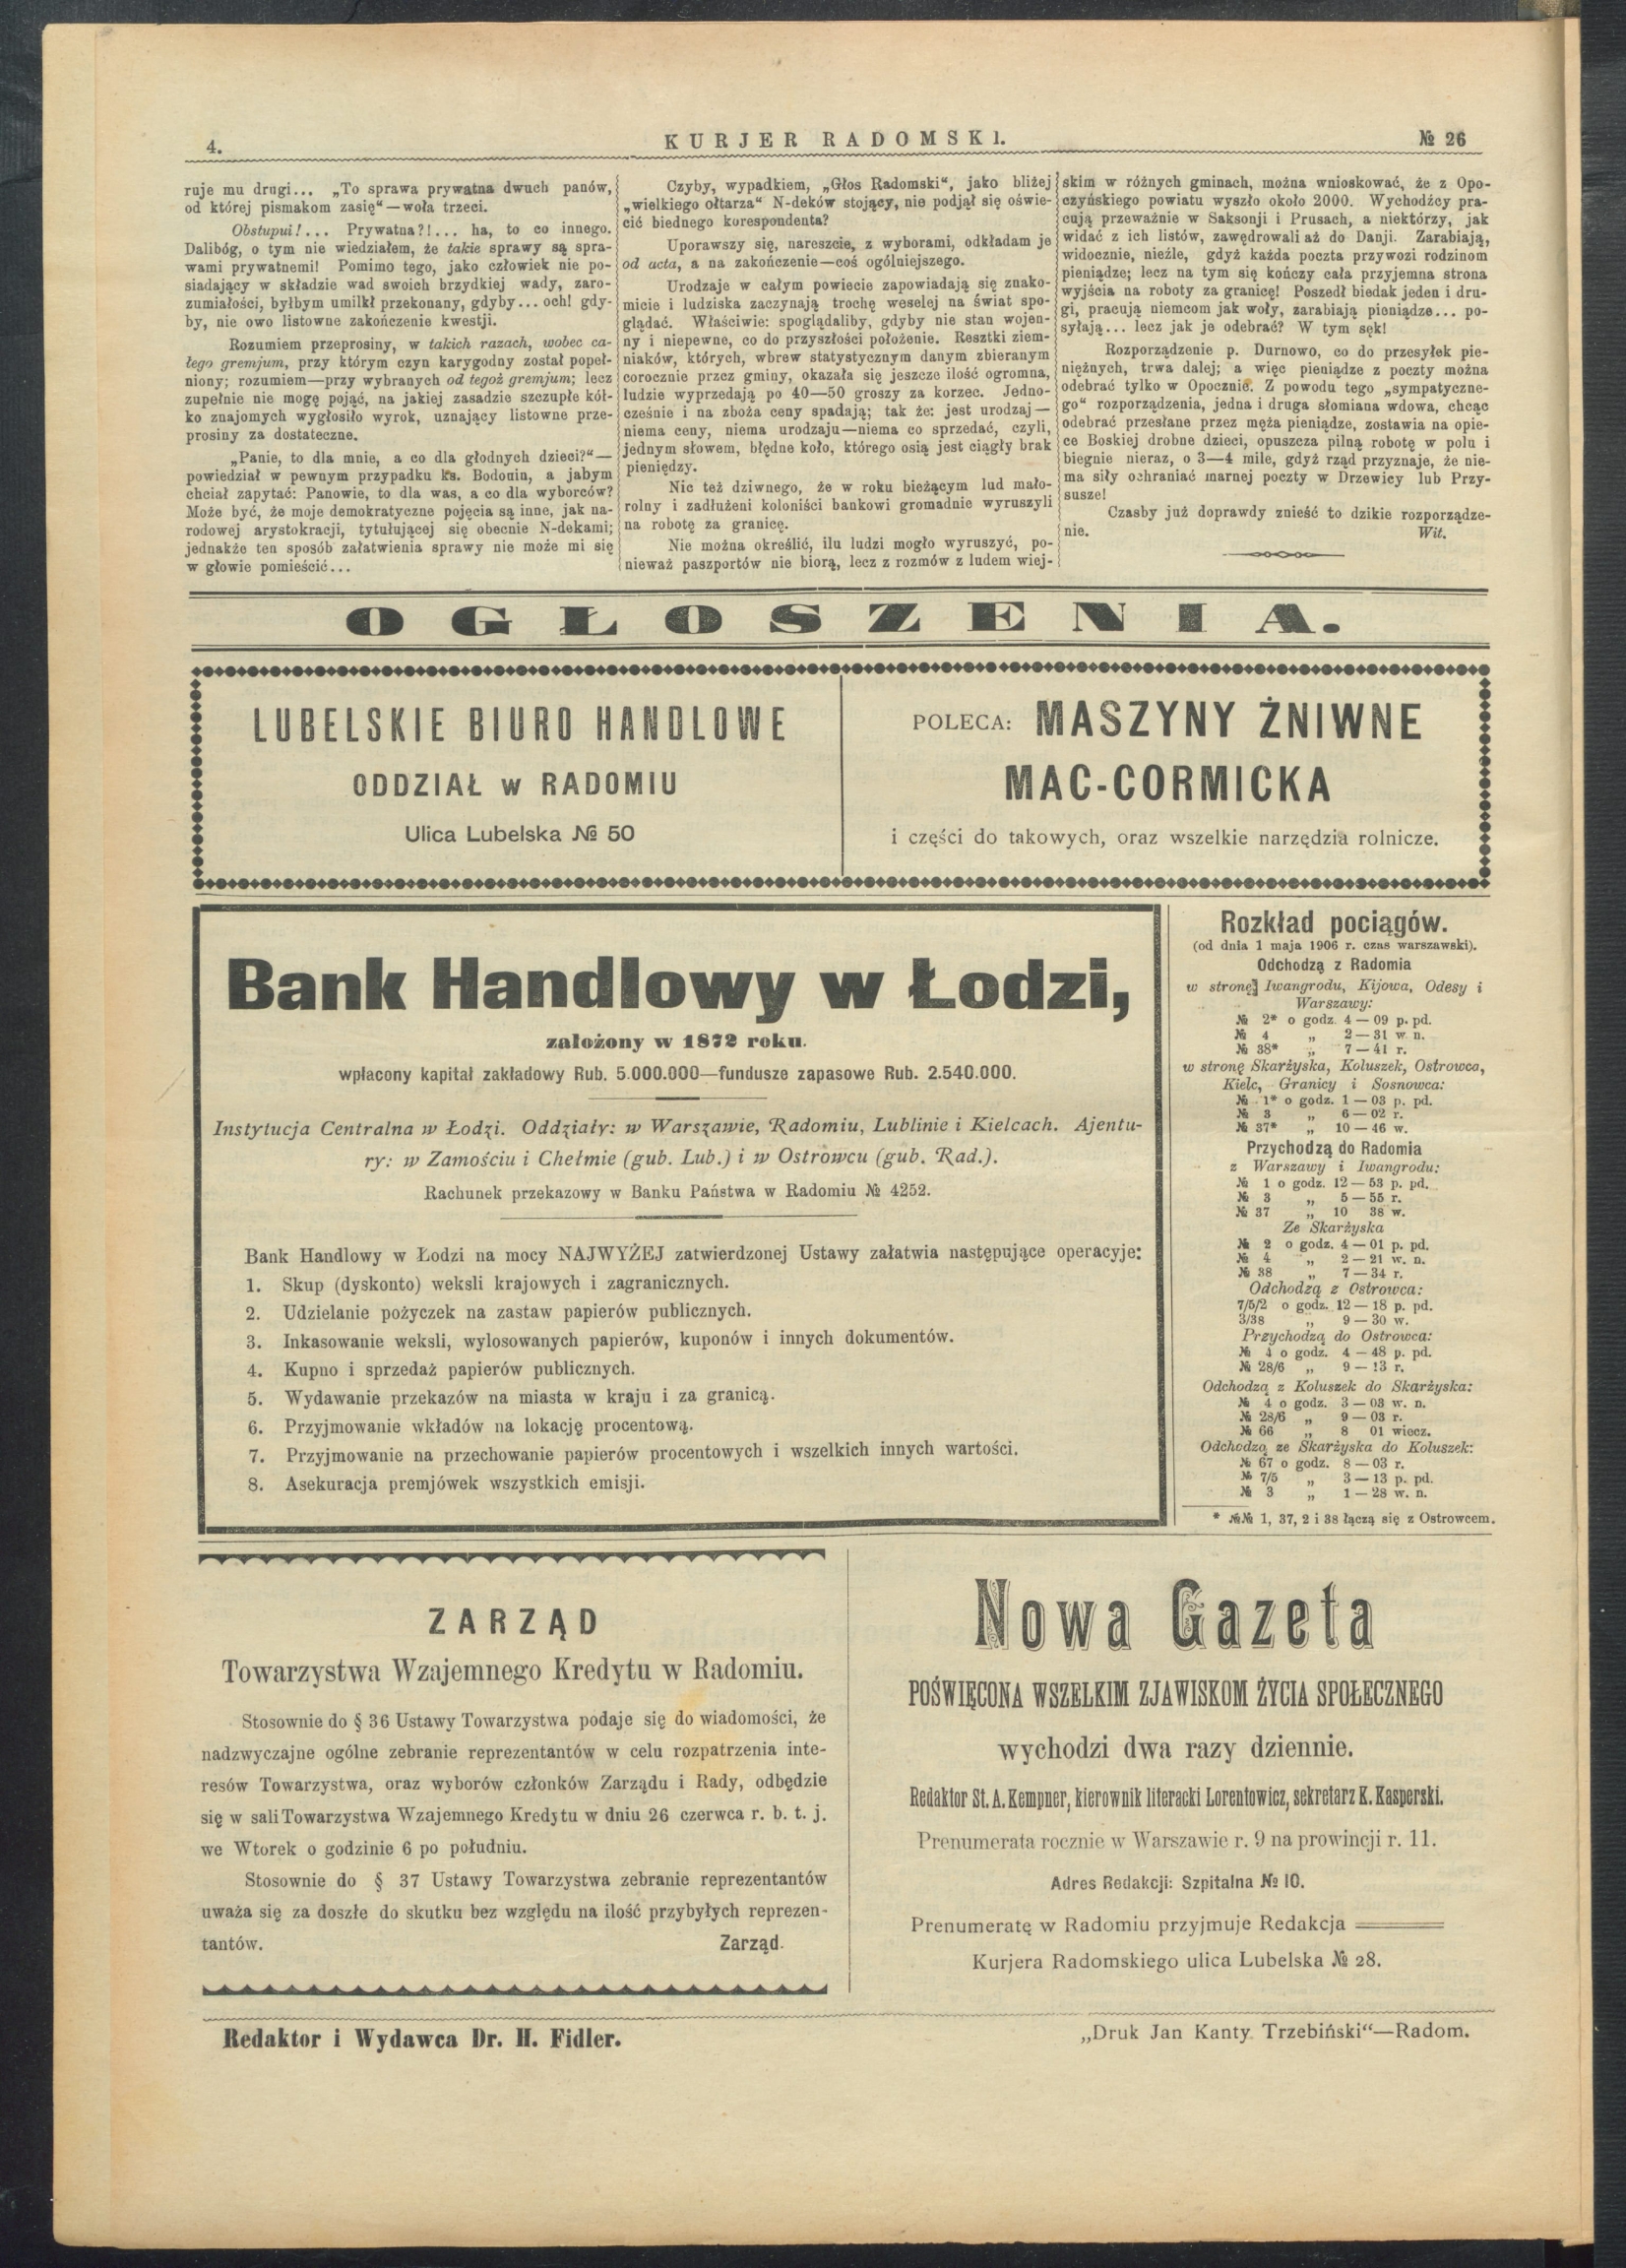 4.
KURJER RADOMSKI.
№ 26
ruje mu drugi... „To sprawa prywatna dwuch panów,
od której pismakom zasię“—woła trzeci.
Obstupui!... Prywatna?!... ha, to co innego.
Dalibóg, o tym nie wiedziałem, że takie sprawy są spra-
wami prywatnemi! Pomimo tego, jako człowiek nie po-
siadający w składzie wad swoich brzydkiej wady, zaro-
zumiałości, byłbym umilkł przekonany, gdyby... och! gdy-
by, nie owo listowne zakończenie kwestji.
Rozumiem przeprosiny, w takich razach, wobec ca-
łego gremjum, przy którym czyn karygodny został popeł-
niony; rozumiem—przy wybranych od tegoż gremjum; lecz
zupełnie nie mogę pojąć, na jakiej zasadzie szczupłe kół-
ko znajomych wygłosiło wyrok, uznający listowne prze-
prosiny za dostateczne.
„Panie, to dla mnie, a co dla głodnych dzieci?“—
powiedział w pewnym przypadku ks. Bodouin, a jabym
chciał zapytać: Panowie, to dla was, a co dla wyborców?
Może być, że moje demokratyczne pojęcia są inne, jak na-
rodowej arystokracji, tytułującej się obecnie N-dekami;
jednakże ten sposób załatwienia sprawy nie może mi się
w głowie pomieścić...
Czyby, wypadkiem, „Głos Radomski“, jako bliżej
„wielkiego ołtarza“ N-deków stojący, nie podjął się oświe-
cić biednego korespondenta?
Uporawszy się, nareszcie, z wyborami, odkładam je
od acta, a na zakończenie—coś ogólniejszego.
Urodzaje w całym powiecie zapowiadają się znako-
micie i ludziska zaczynają trochę weselej na świat spo-
glądać. Właściwie: spoglądaliby, gdyby nie stan wojen-
ny i niepewne, co do przyszłości położenie. Resztki ziem-
niaków, których, wbrew statystycznym danym zbieranym
corocznie przez gminy, okazała się jeszcze ilość ogromna,
ludzie wyprzedają po 40—50 groszy za korzec. Jedno-
cześnie i na zboża ceny spadają; tak że: jest urodzaj—
niema ceny, niema urodzaju—niema co sprzedać, czyli,
jednym słowem, błędne koło, którego osią jest ciągły brak
pieniędzy.
Nic też dziwnego, że w roku bieżącym lud mało-
rolny i zadłużeni koloniści bankowi gromadnie wyruszyli
na robotę za granicę.
Nie można określić, ilu ludzi mogło wyruszyć, po-
nieważ paszportów nie biorą, lecz z rozmów z ludem wiej-
skim w różnych gminach, można wnioskować, że z Opo-
czyńskiego powiatu wyszło około 2000. Wychodźcy pra-
cują przeważnie w Saksonji i Prusach, a niektórzy, jak
widać z ich listów, zawędrowali aż do Danji. Zarabiają,
widocznie, nieźle, gdyż każda poczta przywozi rodzinom
pieniądze; lecz na tym się kończy cała przyjemna strona
wyjścia na roboty za granicę! Poszedł biedak jeden i dru-
gi, pracują niemcom jak woły, zarabiają pieniądze... po-
syłają... lecz jak je odebrać? W tym sęk!
Rozporządzenie p. Durnowo, co do przesyłek pie-
niężnych, trwa dalej; a więc pieniądze z poczty można
odebrać tylko w Opocznie. Z powodu tego „sympatyczne-
go“ rozporządzenia, jedna i druga słomiana wdowa, chcąc
odebrać przesłane przez męża pieniądze, zostawia na opie-
ce Boskiej drobne dzieci, opuszcza pilną robotę w polu i
biegnie nieraz, o 3—4 mile, gdyż rząd przyznaje, że nie-
ma siły ochraniać marnej poczty w Drzewicy lub Przy-
susze!
Czasby już doprawdy znieść to dzikie rozporządze-
nie.
Wit.
OGŁOSZENIA.
LUBELSKIE BIURO HANDLOWE
ODDZIAŁ w RADOMIU
Ulica Lubelska № 50
POLECA: MASZYNY ŻNIWNE
MAC-CORMICKA
i części do takowych, oraz wszelkie narzędzia rolnicze.
Bank Handlowy w Łodzi,
założony w 1872 roku.
wpłacony kapitał zakładowy Rub. 5.000.000—fundusze zapasowe Rub. 2.540.000.
Instytucja Centralna w Łodzi. Oddziały: w Warszawie, Radomiu, Lublinie i Kielcach. Ajentu-
ry: w Zamościu i Chełmie (gub. Lub.) i w Ostrowcu (gub. Rad.).
Rachunek przekazowy w Banku Państwa w Radomiu № 4252.
Bank Handlowy w Łodzi na mocy NAJWYŻEJ zatwierdzonej Ustawy załatwia następujące operacyje:
1. Skup (dyskonto) weksli krajowych i zagranicznych.
2. Udzielanie pożyczek na zastaw papierów publicznych.
3. Inkasowanie weksli, wylosowanych papierów, kuponów i innych dokumentów.
4. Kupno i sprzedaż papierów publicznych.
5. Wydawanie przekazów na miasta w kraju i za granicą.
6. Przyjmowanie wkładów na lokację procentową.
7. Przyjmowanie na przechowanie papierów procentowych i wszelkich innych wartości.
8. Asekuracja premjówek wszystkich emisji.
Rozkład pociągów.
(od dnia 1 maja 1906 r. czas warszawski).
Odchodzą z Radomia
w stronę Iwangrodu, Kijowa, Odesy i
Warszawy:
№ 2* o godz. 4—09 p. pd.
№ 4 „ 2—31 w n.
№ 38* „ 7—41 r.
w stronę Skarżyska, Koluszek, Ostrowca,
Kielc, Granicy i Sosnowca:
№ 1* o godz. 1—03 p. pd.
№ 3 „ 6—02 r.
№ 37* „ 10—46 w.
Przychodzą do Radomia
z Warszawy i Iwangrodu:
№ 1 o godz. 12—53 p. pd.
№ 3 „ 5—55 r.
№ 37 „ 10 38 w.
Ze Skarżyska
№ 2 o godz. 4—01 p. pd.
№ 4 „ 2—21 w. n.
№ 38 „ 7—34 r.
Odchodzą z Ostrowca:
7/5/2 o godz. 12—18 p. pd.
3/38 „ 9—30 w.
Przychodzą do Ostrowca:
№ 4 o godz. 4—48 p. pd.
№ 28/6 „ 9—13 r.
Odchodzą z Koluszek do Skarżyska:
№ 4 o godz. 3—03 w. n.
№ 28/6 „ 9—03 r.
№ 66 „ 8 01 wiecz.
Odchodzą ze Skarżyska do Koluszek:
№ 67 o godz. 8—03 r.
№ 7/5 „ 3—13 p. pd.
№ 3 „ 1—28 w. n.
* №№ 1, 37, 2 i 38 łączą się z Ostrowcem.
ZARZĄD
Towarzystwa Wzajemnego Kredytu w Radomiu.
Stosownie do § 36 Ustawy Towarzystwa podaje się do wiadomości, że
nadzwyczajne ogólne zebranie reprezentantów w celu rozpatrzenia inte-
resów Towarzystwa, oraz wyborów członków Zarządu i Rady, odbędzie
się w sali Towarzystwa Wzajemnego Kredytu w dniu 26 czerwca r. b. t. j.
we Wtorek o godzinie 6 po południu.
Stosownie do § 37 Ustawy Towarzystwa zebranie reprezentantów
uważa się za doszłe do skutku bez względu na ilość przybyłych reprezen-
tantów.
Zarząd.
Nowa Gazeta
POŚWIĘCONA WSZELKIM ZJAWISKOM ŻYCIA SPOŁECZNEGO
wychodzi dwa razy dziennie.
Redaktor St. A. Kempner, kierownik literacki Lorentowicz, sekretarz K. Kasperski.
Prenumerata rocznie w Warszawie r. 9 na prowincji r. 11.
Adres Redakcji: Szpitalna № 10.
Prenumeratę w Radomiu przyjmuje Redakcja
Kurjera Radomskiego ulica Lubelska № 28.
Redaktor i Wydawca Dr. H. Fidler.
„Druk Jan Kanty Trzebiński“—Radom.